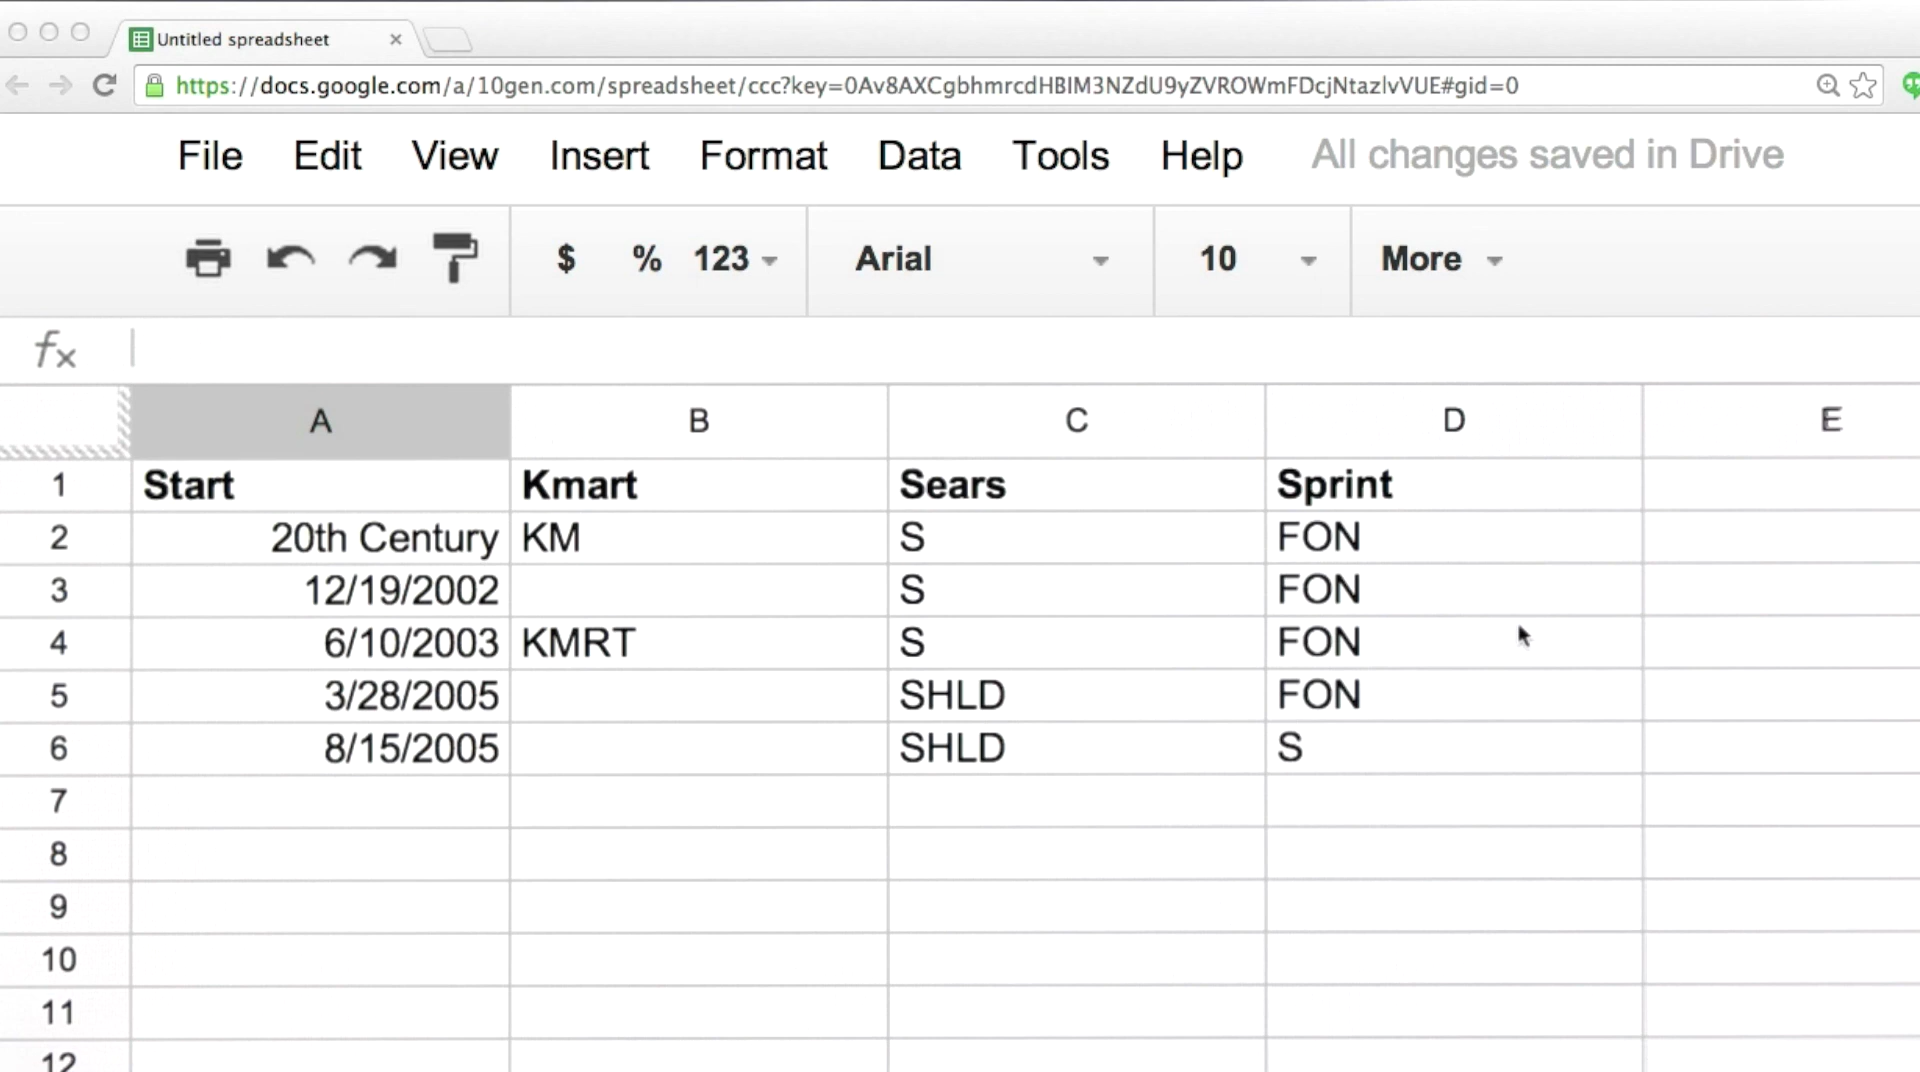 Untitled spreadsheet
https://docs.google.com/a/10gen.com/spreadsheet/ccc?key=0Av8AXCgbhmrcdHBIM3NZdU9yZVROWmFDcjNtazlvVUE#gid=0
File Edit View Insert Format Data Tools Help All changes saved in Drive
$ % 123 Arial 10 More
fx
A B C D E
1 Start Kmart Sears Sprint
2 20th Century KM S FON
3 12/19/2002 S FON
4 6/10/2003 KMRT S FON
5 3/28/2005 SHLD FON
6 8/15/2005 SHLD S
7
8
9
10
11
12